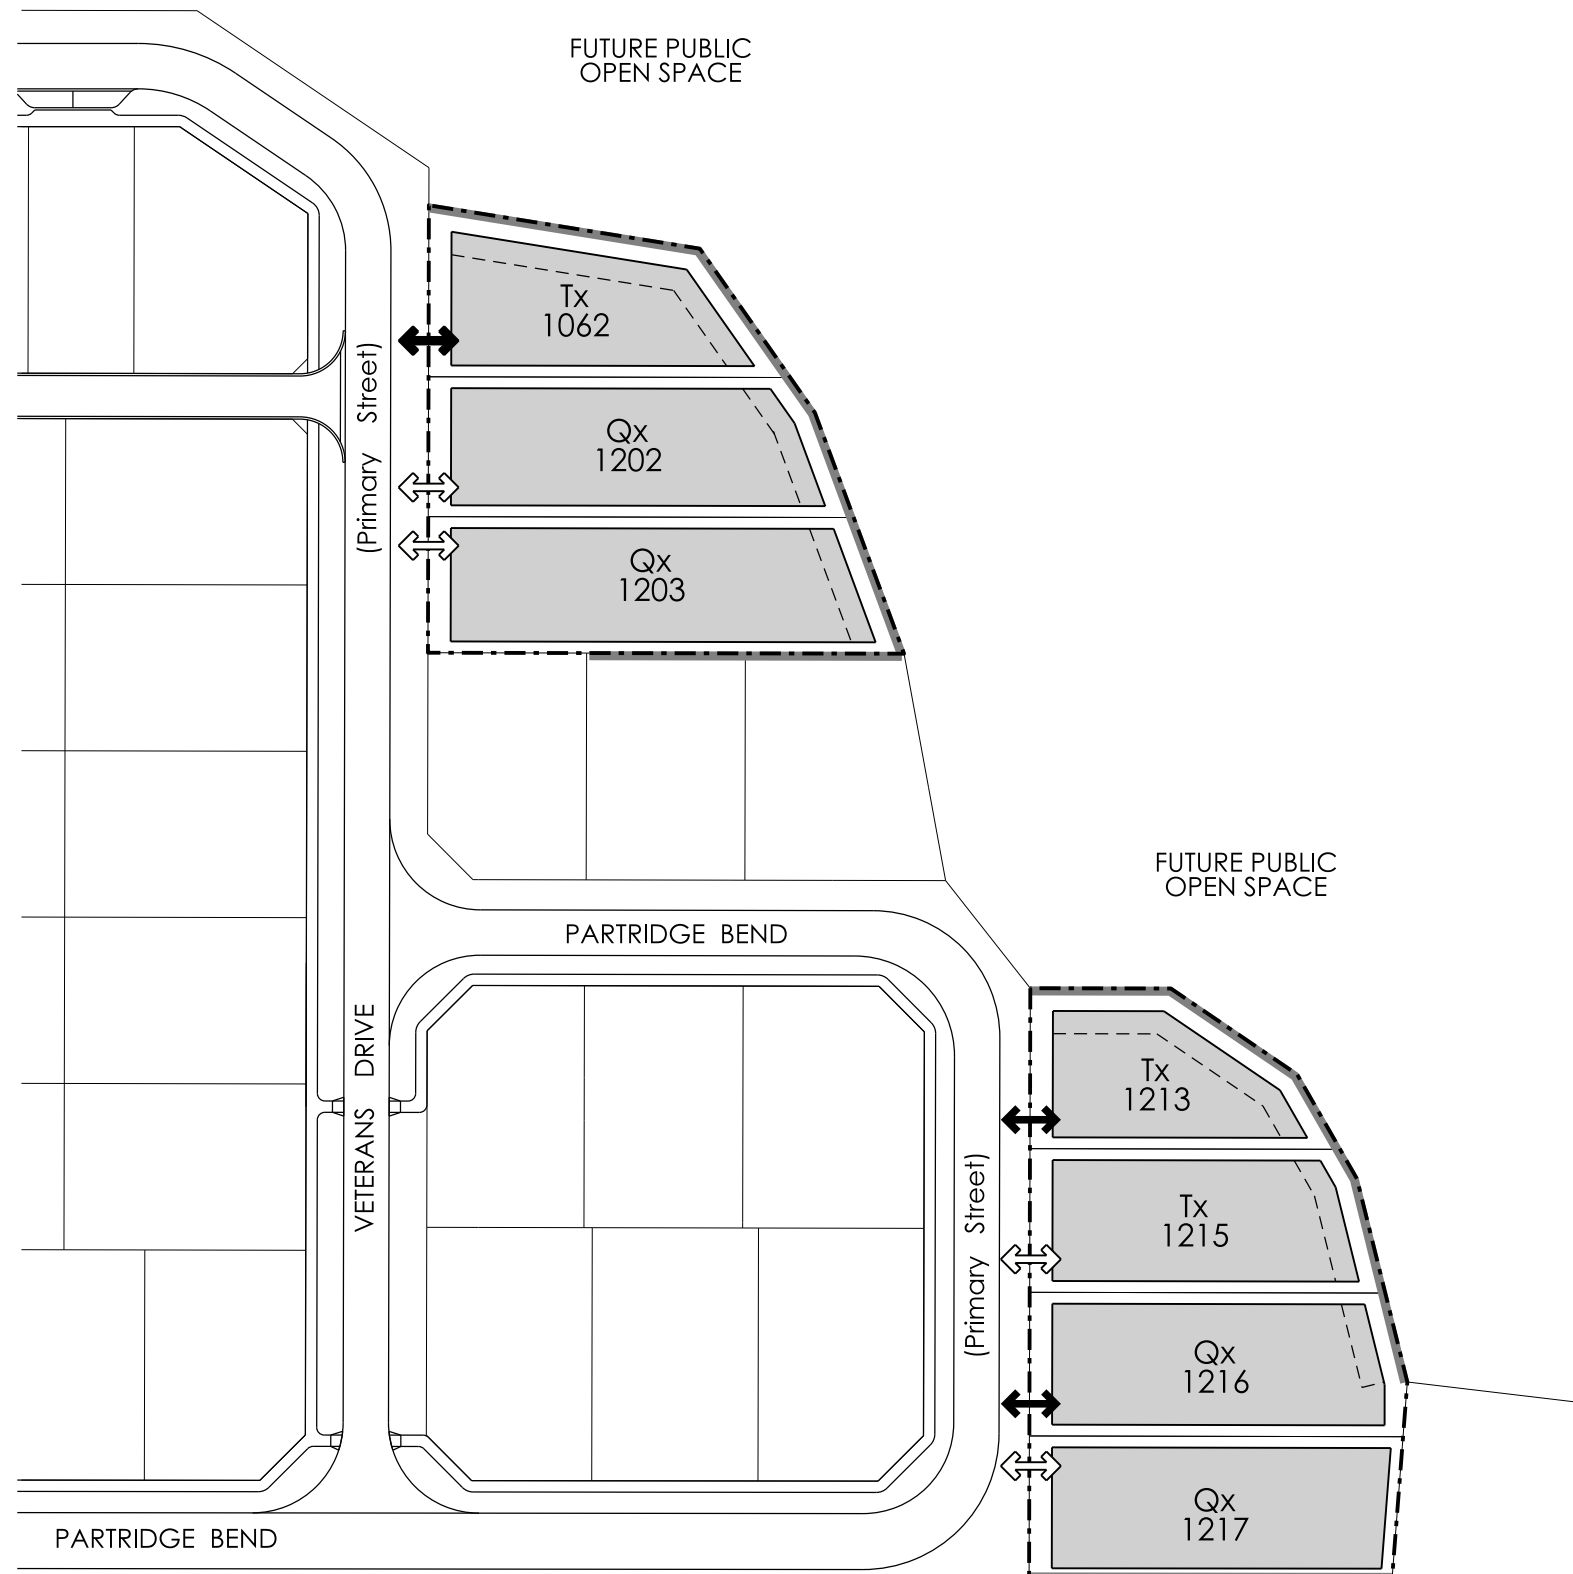 FUTURE PUBLIC
OPEN SPACE
Tx
1062
(Primary Street)
Qx
1202
Qx
1203
FUTURE PUBLIC
OPEN SPACE
PARTRIDGE BEND
VETERANS DRIVE
Tx
1213
(Primary Street)
Tx
1215
Qx
1216
Qx
1217
PARTRIDGE BEND